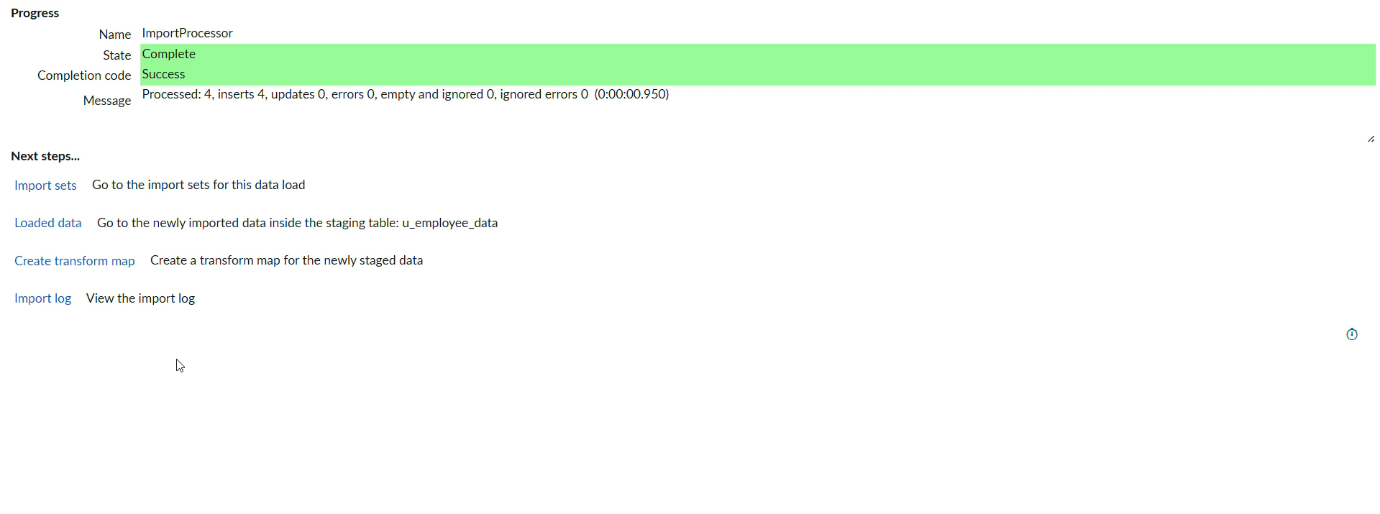 Progress
Name ImportProcessor
State Complete
Completion code Success
Message Processed: 4, inserts 4, updates 0, errors 0, empty and ignored 0, ignored errors 0 (0:00:00.950)
Next steps...
Import sets Go to the import sets for this data load
Loaded data Go to the newly imported data inside the staging table: u_employee_data
Create transform map Create a transform map for the newly staged data
Import log View the import log